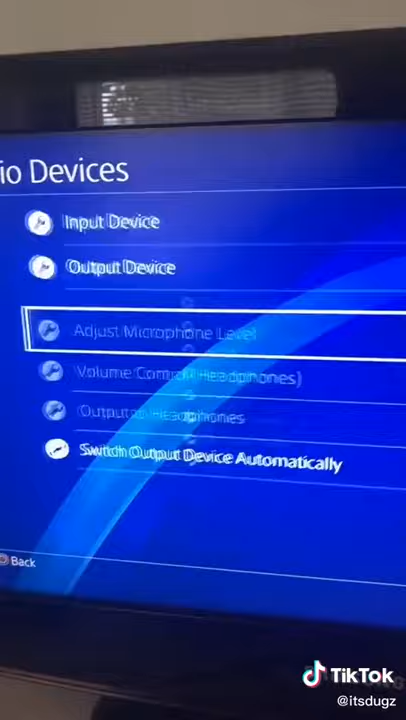 io Devices
Input Device
Output Device
Adjust Microphone Level
Volume Control (Headphones)
Output to Headphones
Switch Output Device Automatically
Back
TikTok
@itsdugz